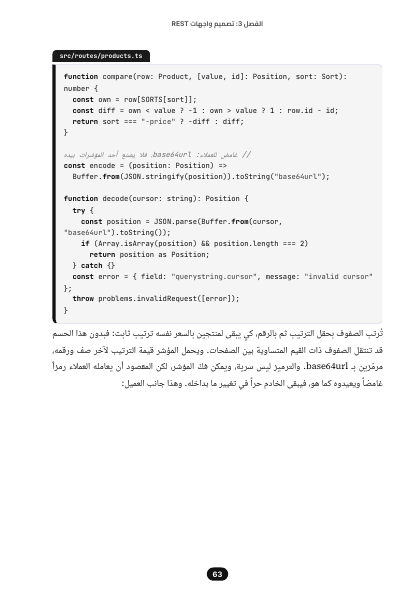 الفصل 3: تصميم واجهات REST
src/routes/products.ts
function compare(row: Product, [value, id]: Position, sort: Sort):
number {
  const own = row[SORTS[sort]];
  const diff = own < value ? -1 : own > value ? 1 : row.id - id;
  return sort === "-price" ? -diff : diff;
}
// غامض للعملاء: base64url، فلا يصنع أحد المؤشرات بيده
const encode = (position: Position) =>
  Buffer.from(JSON.stringify(position)).toString("base64url");
function decode(cursor: string): Position {
  try {
    const position = JSON.parse(Buffer.from(cursor,
"base64url").toString());
    if (Array.isArray(position) && position.length === 2)
      return position as Position;
  } catch {}
  const error = { field: "querystring.cursor", message: "invalid cursor"
};
  throw problems.invalidRequest([error]);
}
تُرتب الصفوف بحقل الترتيب ثم بالرقم، كي يبقى لمنتجين بالسعر نفسه ترتيب ثابت؛ فبدون هذا الحسم
قد تنتقل الصفوف ذات القيم المتساوية بين الصفحات. ويحمل المؤشر قيمة الترتيب لآخر صف ورقمه،
مرمّزين بـ base64url. والترميز ليس سرية، ويمكن فكّ المؤشر، لكن المقصود أن يعامله العملاء رمزاً
غامضاً ويعيدوه كما هو، فيبقى الخادم حراً في تغيير ما بداخله. وهذا جانب العميل:
63